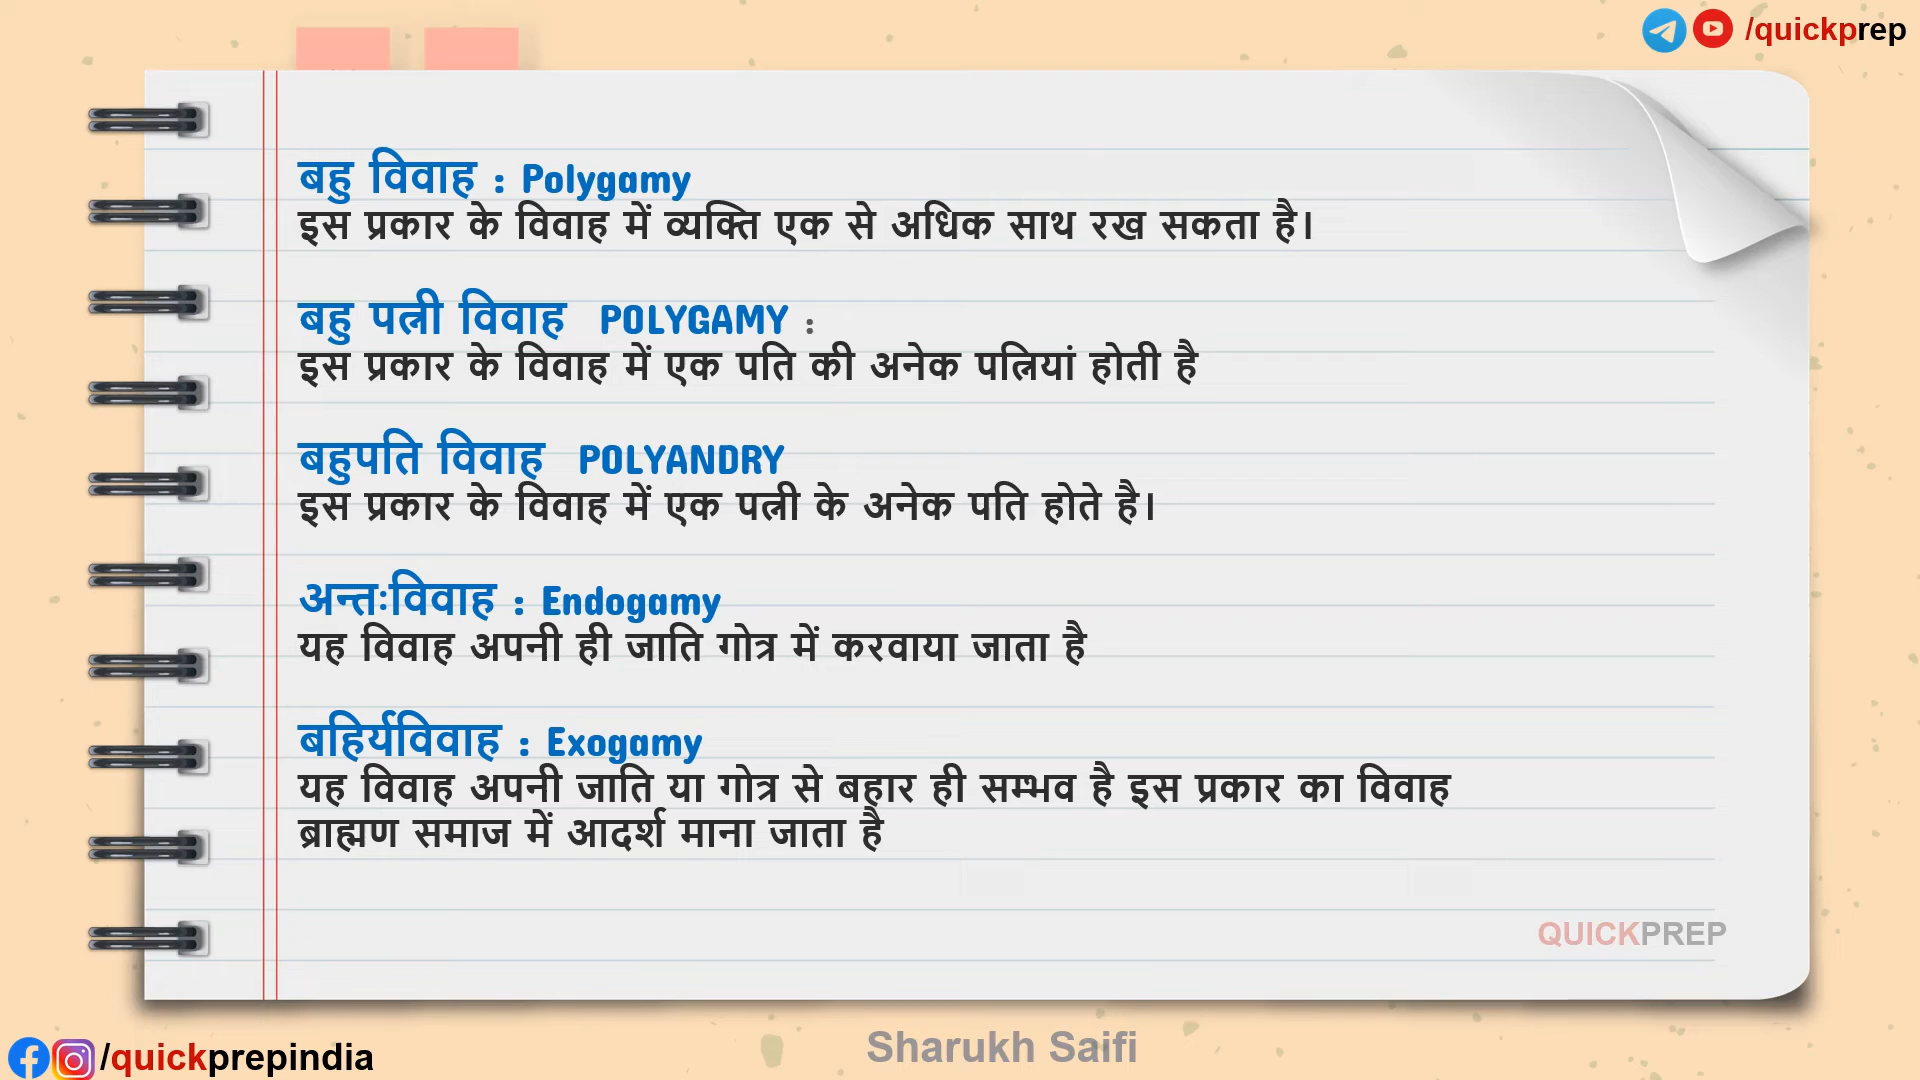 /quickprep
बहु विवाह : Polygamy
इस प्रकार के विवाह में व्यक्ति एक से अधिक साथ रख सकता है।
बहु पत्नी विवाह POLYGAMY :
इस प्रकार के विवाह में एक पति की अनेक पत्नियां होती है
बहुपति विवाह POLYANDRY
इस प्रकार के विवाह में एक पत्नी के अनेक पति होते है।
अन्तःविवाह : Endogamy
यह विवाह अपनी ही जाति गोत्र में करवाया जाता है
बहिर्यविवाह : Exogamy
यह विवाह अपनी जाति या गोत्र से बहार ही सम्भव है इस प्रकार का विवाह
ब्राह्मण समाज में आदर्श माना जाता है
QUICKPREP
Sharukh Saifi
/quickprepindia